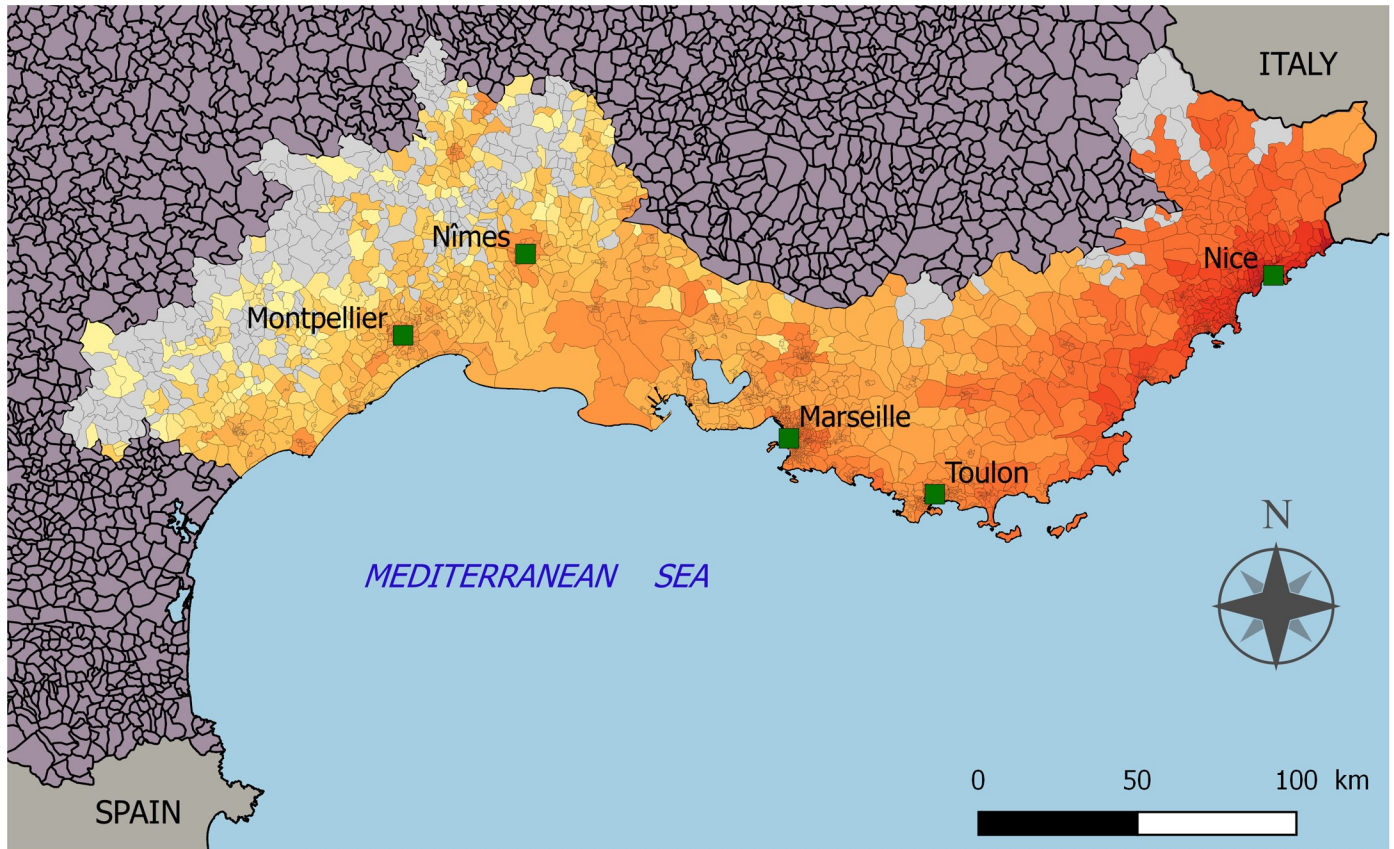 ITALY
Nîmes
Nice
Montpellier
Marseille
Toulon
N
MEDITERRANEAN SEA
0 50 100 km
SPAIN